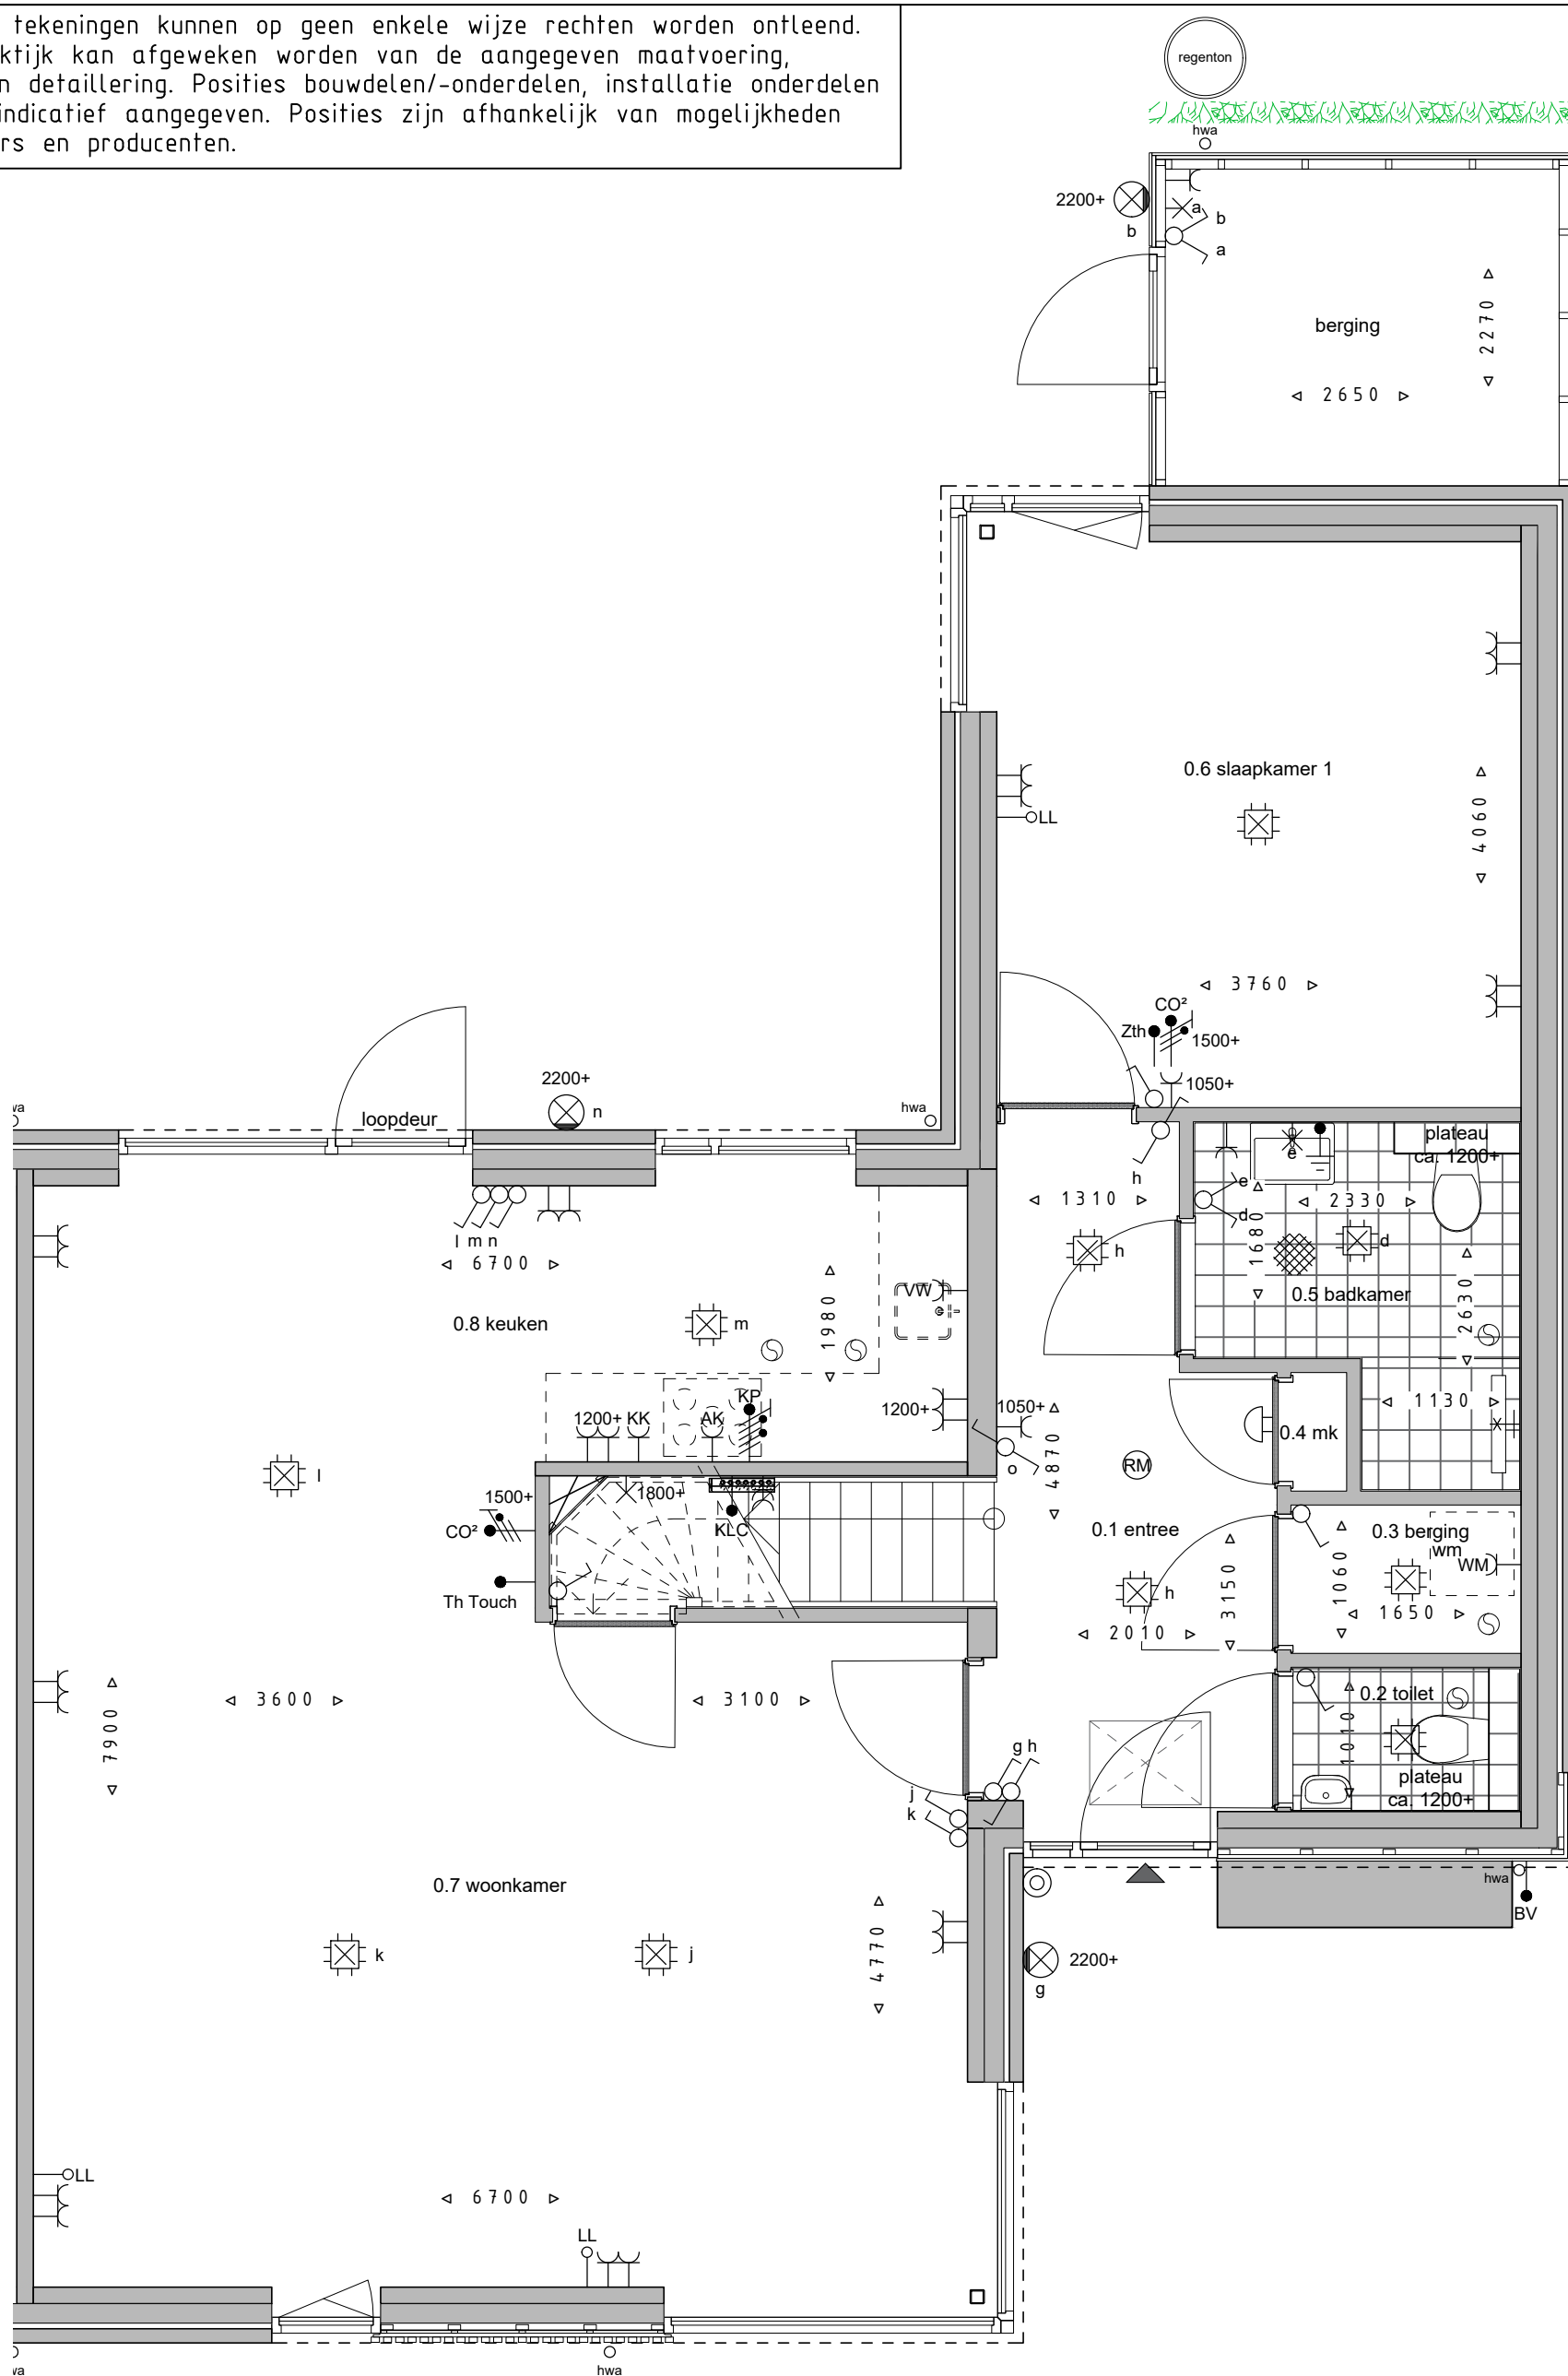 tekeningen kunnen op geen enkele wijze rechten worden ontleend.
ktijk kan afgeweken worden van de aangegeven maatvoering,
n detaillering. Posities bouwdelen/-onderdelen, installatie onderdelen
indicatief aangegeven. Posities zijn afhankelijk van mogelijkheden
rs en producenten.
regenton
hwa
2200+
b
a
b
a
berging
2270
2650
0.6 slaapkamer 1
LL
4060
3760
CO²
Zth
1500+
1050+
2200+
n
loopdeur
wa
hwa
h
plateau
ca. 1200+
e
e
d
1310
2330
1680
h
d
0.5 badkamer
2630
l m n
6700
0.8 keuken
m
1980
VW
KP
1200+ KK
AK
1200+
1050+
o
4870
RM
1130
0.4 mk
l
1500+
1800+
CO²
KLC
Th Touch
0.1 entree
0.3 berging
wm
WM
1060
3150
1650
h
2010
3600
3100
7900
0.2 toilet
1010
plateau
ca. 1200+
g h
j
k
0.7 woonkamer
hwa
BV
k
j
4770
2200+
g
LL
6700
LL
wa
hwa